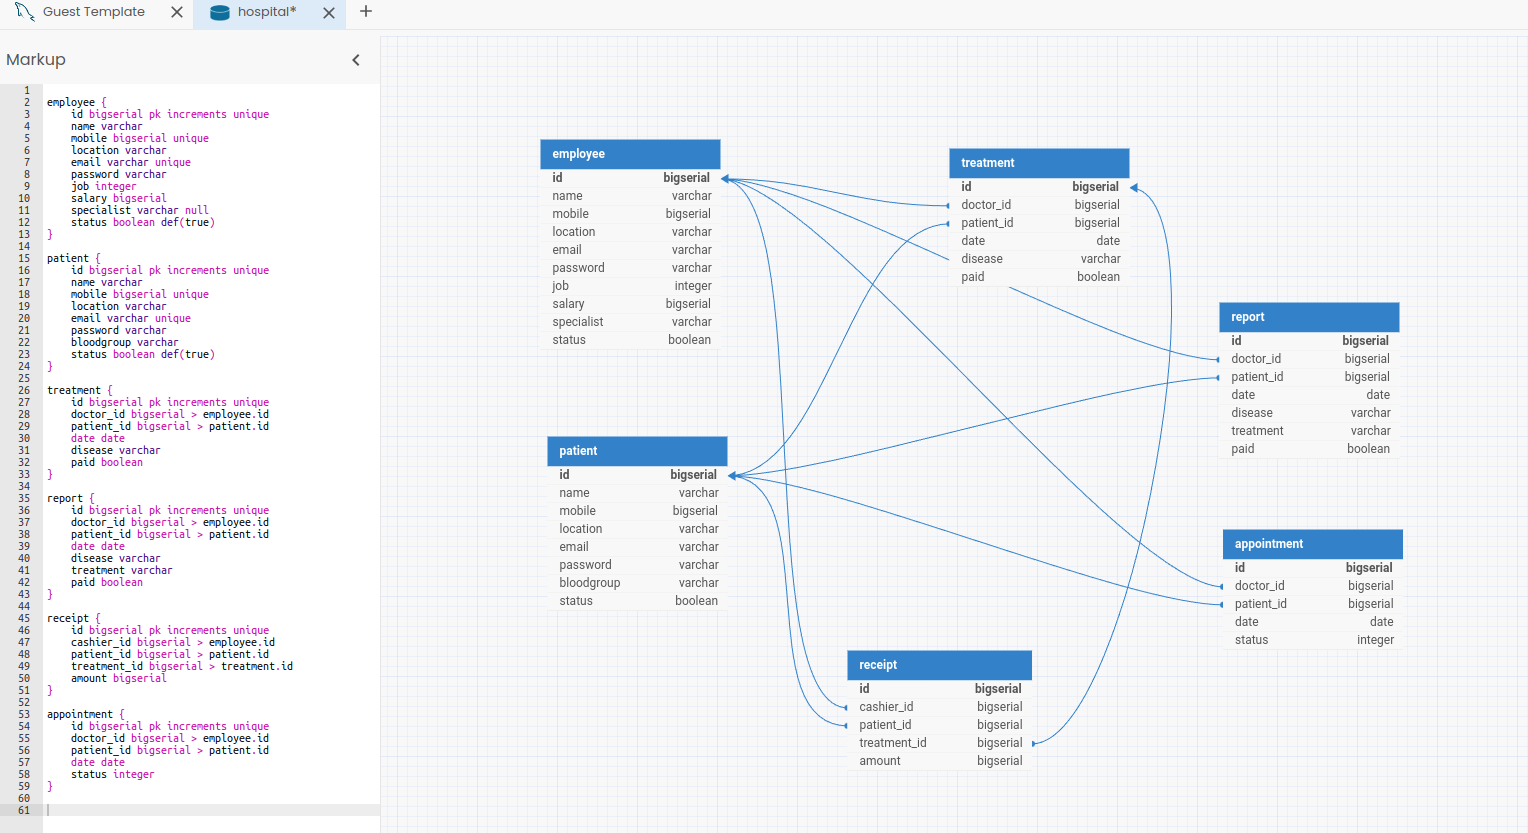 Guest Template
hospital*
Markup
1
2 employee {
3 id bigserial pk increments unique
4 name varchar
5 mobile bigserial unique
6 location varchar
7 email varchar unique
8 password varchar
9 job integer
10 salary bigserial
11 specialist varchar null
12 status boolean def(true)
13 }
14
15 patient {
16 id bigserial pk increments unique
17 name varchar
18 mobile bigserial unique
19 location varchar
20 email varchar unique
21 password varchar
22 bloodgroup varchar
23 status boolean def(true)
24 }
25
26 treatment {
27 id bigserial pk increments unique
28 doctor_id bigserial > employee.id
29 patient_id bigserial > patient.id
30 date date
31 disease varchar
32 paid boolean
33 }
34
35 report {
36 id bigserial pk increments unique
37 doctor_id bigserial > employee.id
38 patient_id bigserial > patient.id
39 date date
40 disease varchar
41 treatment varchar
42 paid boolean
43 }
44
45 receipt {
46 id bigserial pk increments unique
47 cashier_id bigserial > employee.id
48 patient_id bigserial > patient.id
49 treatment_id bigserial > treatment.id
50 amount bigserial
51 }
52
53 appointment {
54 id bigserial pk increments unique
55 doctor_id bigserial > employee.id
56 patient_id bigserial > patient.id
57 date date
58 status integer
59 }
60
61
employee
id bigserial
name varchar
mobile bigserial
location varchar
email varchar
password varchar
job integer
salary bigserial
specialist varchar
status boolean
treatment
id bigserial
doctor_id bigserial
patient_id bigserial
date date
disease varchar
paid boolean
report
id bigserial
doctor_id bigserial
patient_id bigserial
date date
disease varchar
treatment varchar
paid boolean
patient
id bigserial
name varchar
mobile bigserial
location varchar
email varchar
password varchar
bloodgroup varchar
status boolean
appointment
id bigserial
doctor_id bigserial
patient_id bigserial
date date
status integer
receipt
id bigserial
cashier_id bigserial
patient_id bigserial
treatment_id bigserial
amount bigserial